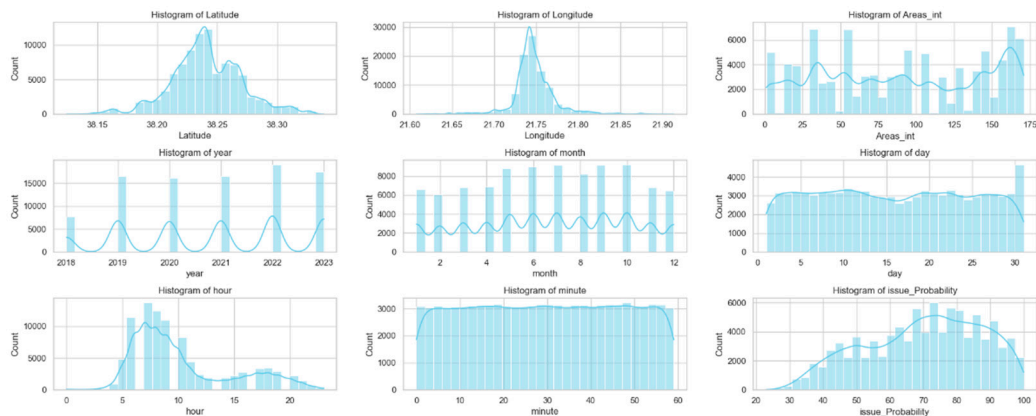 Histogram of Latitude
Count
10000
5000
0
38.15 38.20 38.25 38.30
Latitude
Histogram of Longitude
Count
30000
20000
10000
0
21.60 21.65 21.70 21.75 21.80 21.85 21.90
Longitude
Histogram of Areas_int
Count
6000
4000
2000
0
0 25 50 75 100 125 150 175
Areas_int
Histogram of year
Count
15000
10000
5000
0
2018 2019 2020 2021 2022 2023
year
Histogram of month
Count
8000
6000
4000
2000
0
2 4 6 8 10 12
month
Histogram of day
Count
4000
3000
2000
1000
0
0 5 10 15 20 25 30
day
Histogram of hour
Count
10000
5000
0
0 5 10 15 20
hour
Histogram of minute
Count
3000
2000
1000
0
0 10 20 30 40 50 60
minute
Histogram of issue_Probability
Count
6000
4000
2000
0
20 30 40 50 60 70 80 90 100
issue_Probability